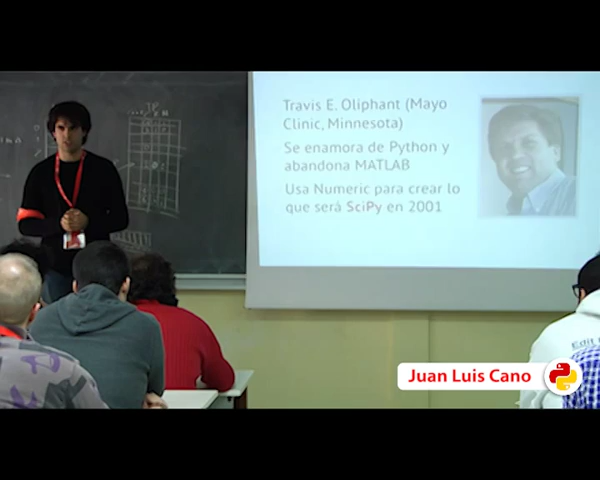 Travis E. Oliphant (Mayo
Clinic, Minnesota)
Se enamora de Python y
abandona MATLAB
Usa Numeric para crear lo
que será SciPy en 2001
Juan Luis Cano